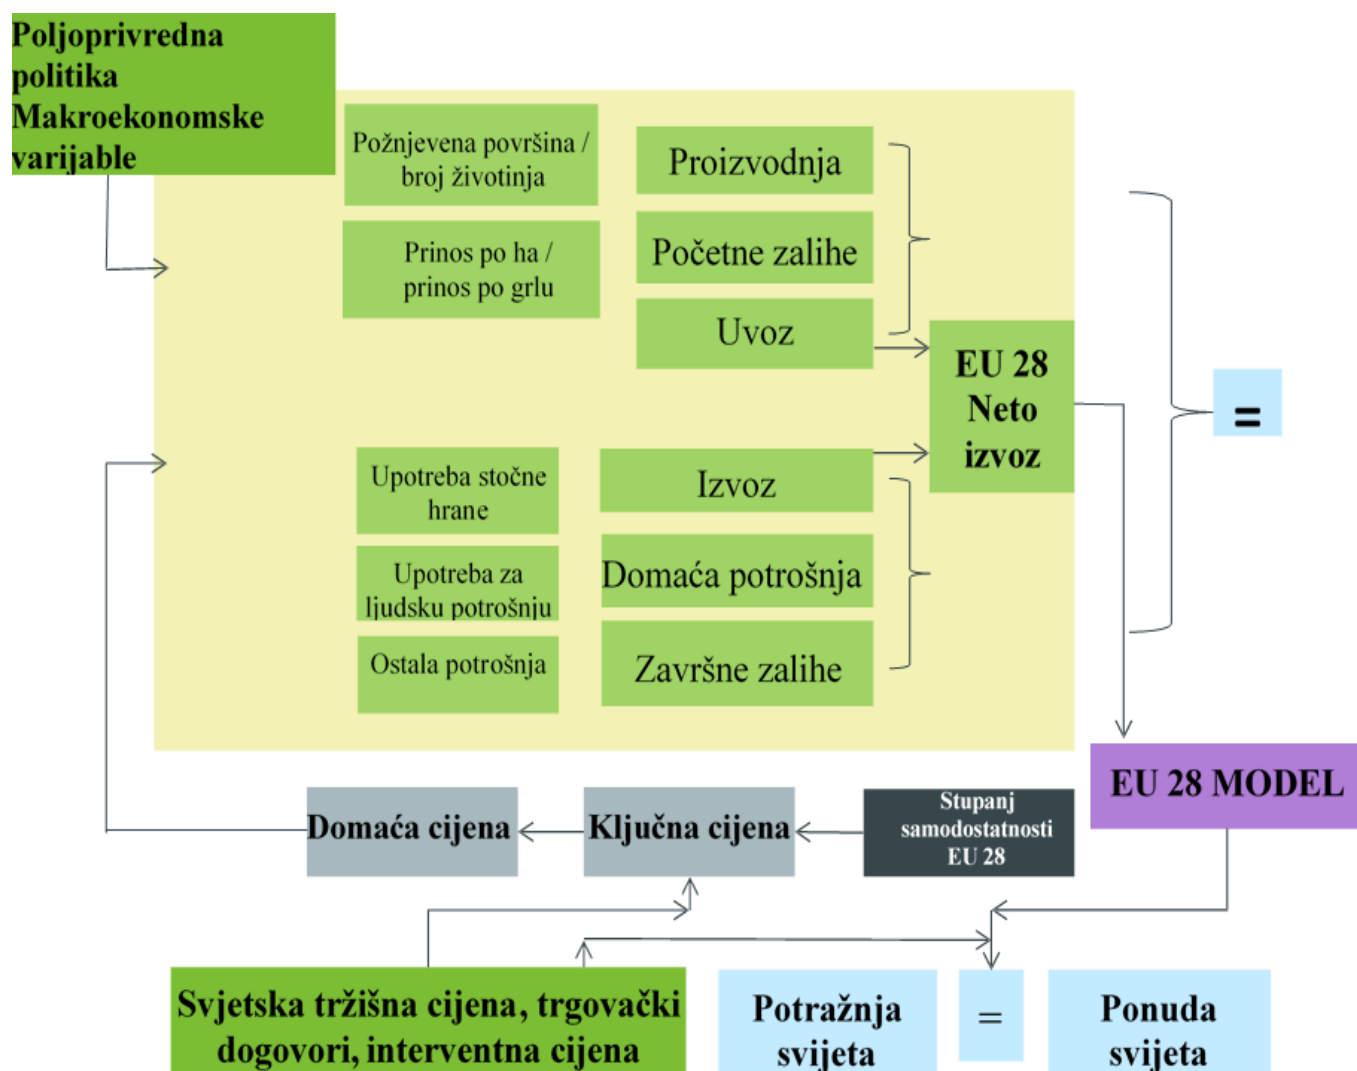 Poljoprivredna
politika
Makroekonomske
varijable
Požnjevena površina /
broj životinja
Proizvodnja
Prinos po ha /
prinos po grlu
Početne zalihe
Uvoz
EU 28
Neto
izvoz
=
Upotreba stočne
hrane
Izvoz
Upotreba za
ljudsku potrošnju
Domaća potrošnja
Ostala potrošnja
Završne zalihe
EU 28 MODEL
Domaća cijena
Ključna cijena
Stupanj
samodostatnosti
EU 28
Svjetska tržišna cijena, trgovački
dogovori, interventna cijena
Potražnja
svijeta
=
Ponuda
svijeta